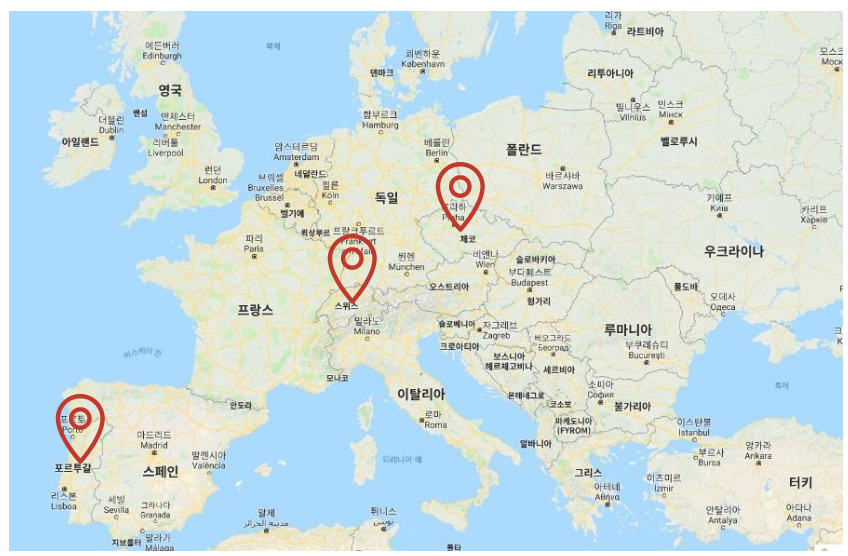 리가
Riga
라트비아
모스크
Моск
에든버러
Edinburgh
북해
코펜하운
København
덴마크
리투아니아
영국
맨섬
더블린
Dublin
맨체스터
Manchester
리버풀
Liverpool
아일랜드
함부르크
Hamburg
빌니우스
Vilnius
민스크
Мінск
벨로루시
암스테르담
Amsterdam
네덜란드
베를린
Berlin
폴란드
바르샤바
Warszawa
런던
London
브뤼셀
Bruxelles
Brussel
벨기에
쾰른
Köln
독일
프라하
Praha
체코
키예프
Київ
카리프
Харків
룩셈부르
프랑크푸르트
Frankfurt
am Main
파리
Paris
뮌헨
München
비엔나
Wien
슬로바키아
우크라이나
부다페스트
Budapest
헝가리
오스트리아
몰도바
오데사
Одеса
프랑스
스위스
밀라노
Milano
슬로베니아
자그레브
Zagreb
크로아티아
베오그라드
Београд
루마니아
부쿠레슈티
București
비스케이 만
보스니아
헤르체고비나
세르비아
모나코
안도라
이탈리아
몬테네그로
코소보
소피아
София
불가리아
흑해
포르토
Porto
로마
Roma
마케도니아
(FYROM)
알바니아
이스탄불
İstanbul
마드리드
Madrid
포르투갈
스페인
발렌시아
València
티레니아 해
부르사
Bursa
앙카라
Ankara
그리스
이즈미르
İzmir
터키
아테네
Αθήνα
리스본
Lisboa
세빌
Sevilla
그라나다
Granada
알제
مدينة الجزائر
튀니스
تونس
안탈리아
Antalya
아다나
Adana
지브롤터
말라가
Málaga
몰타